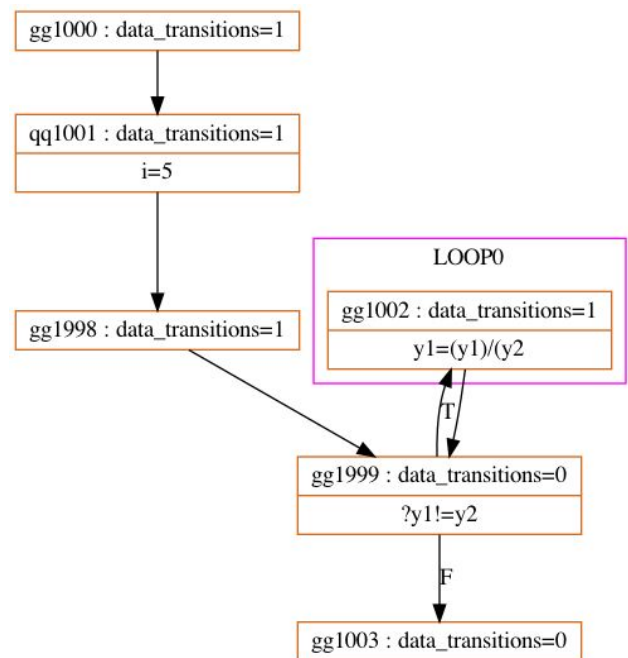 gg1000 : data_transitions=1
qq1001 : data_transitions=1
i=5
LOOP0
gg1002 : data_transitions=1
y1=(y1)/(y2
gg1998 : data_transitions=1
T
gg1999 : data_transitions=0
?y1!=y2
F
gg1003 : data_transitions=0